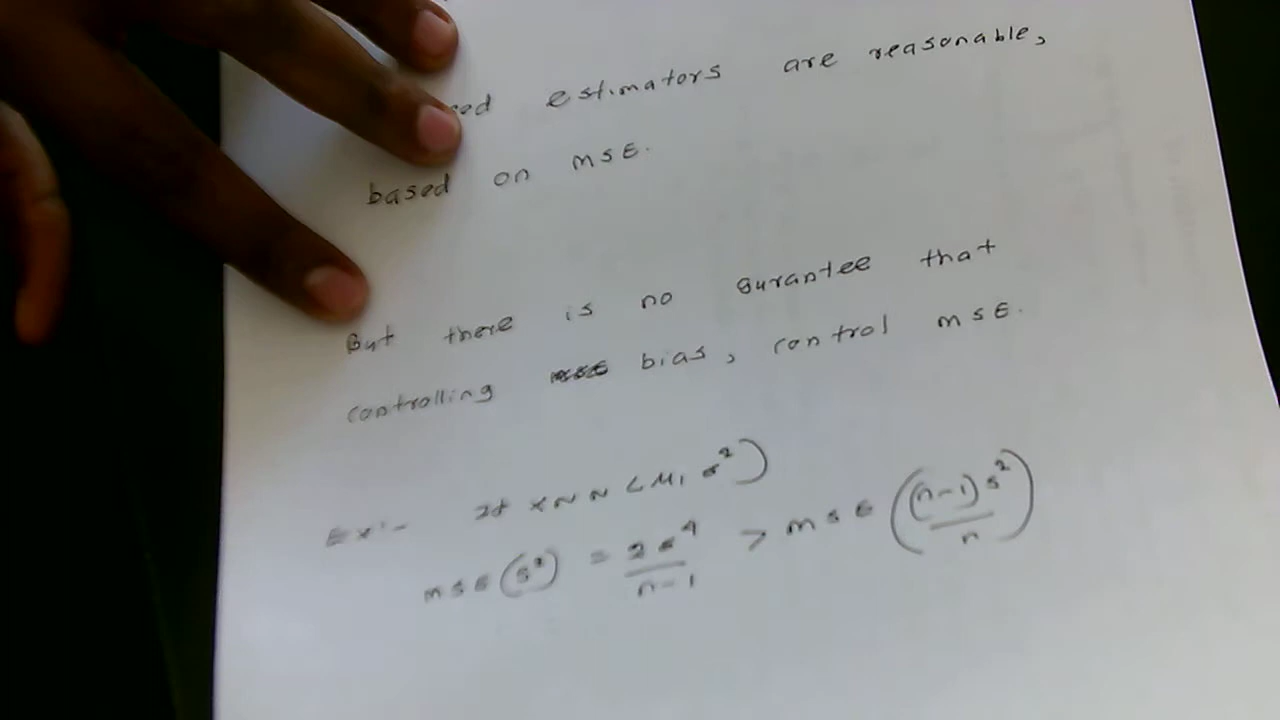 estimators are reasonable,
based on MSE.
But there is no gurantee that
controlling bias, control MSE.
Ex:- If X ~ N(μ, σ²)
MSE(S²) = 2σ⁴/(n-1) > MSE((n-1)S²/n)